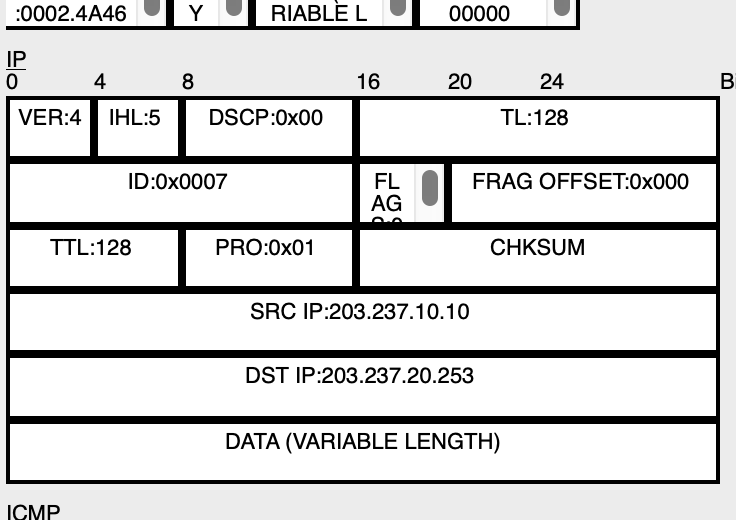 :0002.4A46 Y RIABLE L 00000
IP
0 4 8 16 20 24
VER:4 IHL:5 DSCP:0x00 TL:128
ID:0x0007 FL FRAG OFFSET:0x000
AG
TTL:128 PRO:0x01 CHKSUM
SRC IP:203.237.10.10
DST IP:203.237.20.253
DATA (VARIABLE LENGTH)
ICMP